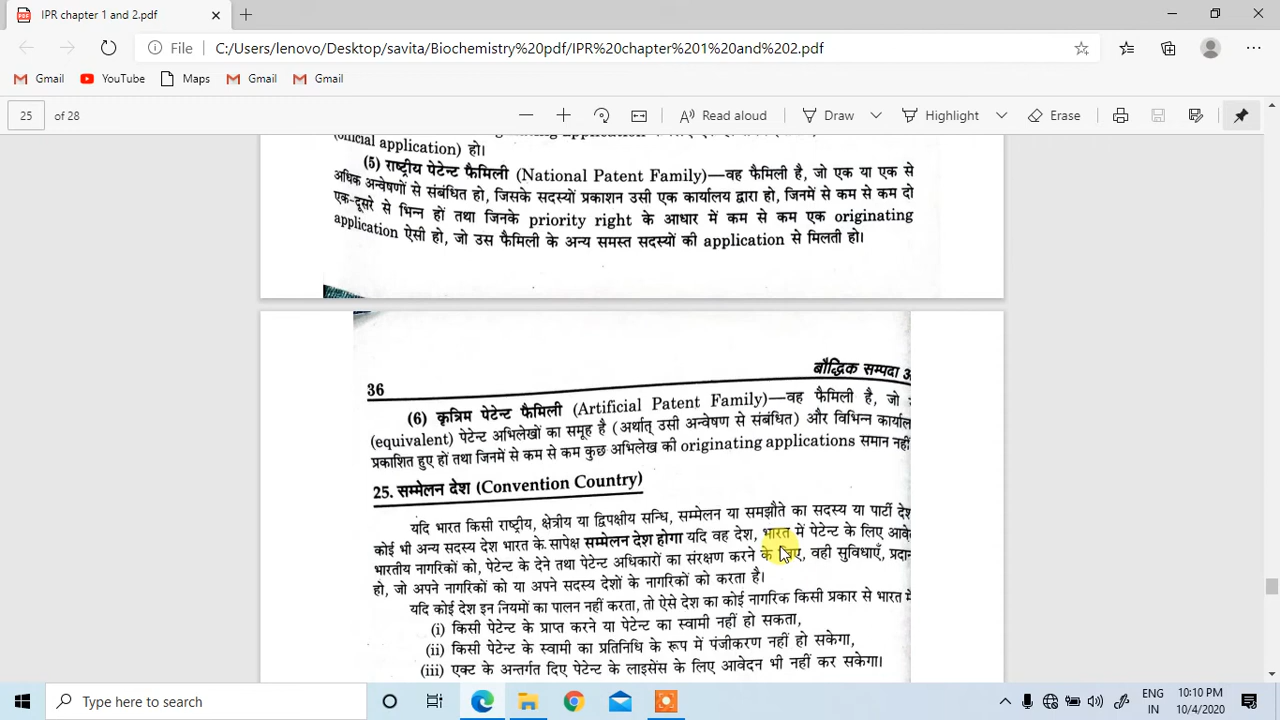 IPR chapter 1 and 2.pdf
File C:/Users/lenovo/Desktop/savita/Biochemistry%20pdf/IPR%20chapter%201%20and%202.pdf
Gmail YouTube Maps Gmail Gmail
25 of 28 Read aloud Draw Highlight Erase
(official application) हो।
(5) राष्ट्रीय पेटेन्ट फैमिली (National Patent Family)—वह फैमिली है, जो एक या एक से
अधिक अन्वेषणों से संबंधित हो, जिसके सदस्यों प्रकाशन उसी एक कार्यालय द्वारा हो, जिनमें से कम से कम दो
एक-दूसरे से भिन्न हों तथा जिनके priority right के आधार में कम से कम एक originating
application ऐसी हो, जो उस फैमिली के अन्य समस्त सदस्यों की application से मिलती हो।
36
बौद्धिक सम्पदा
(6) कृत्रिम पेटेन्ट फैमिली (Artificial Patent Family)—वह फैमिली है, जो
(equivalent) पेटेन्ट अभिलेखों का समूह है (अर्थात् उसी अन्वेषण से संबंधित) और विभिन्न
प्रकाशित हुए हों तथा जिनमें से कम से कम कुछ अभिलेख की originating applications समान नहीं
25. सम्मेलन देश (Convention Country)
यदि भारत किसी राष्ट्रीय, क्षेत्रीय या द्विपक्षीय सन्धि, सम्मेलन या समझौते का सदस्य या पार्टी देश
कोई भी अन्य सदस्य देश भारत के सापेक्ष सम्मेलन देश होगा यदि वह देश, भारत में पेटेन्ट के लिए
भारतीय नागरिकों को, पेटेन्ट के देने तथा पेटेन्ट अधिकारों का संरक्षण करने के लिए, वही सुविधाएँ,
हो, जो अपने नागरिकों को या अपने सदस्य देशों के नागरिकों को करता है।
यदि कोई देश इन नियमों का पालन नहीं करता, तो ऐसे देश का कोई नागरिक किसी प्रकार से भारत में
(i) किसी पेटेन्ट के प्राप्त करने या पेटेन्ट का स्वामी नहीं हो सकता,
(ii) किसी पेटेन्ट के स्वामी का प्रतिनिधि के रूप में पंजीकरण नहीं हो सकेगा,
(iii) एक्ट के अन्तर्गत दिए पेटेन्ट के लाइसेंस के लिए आवेदन भी नहीं कर सकेगा।
Type here to search
ENG 10:10 PM
IN 10/4/2020